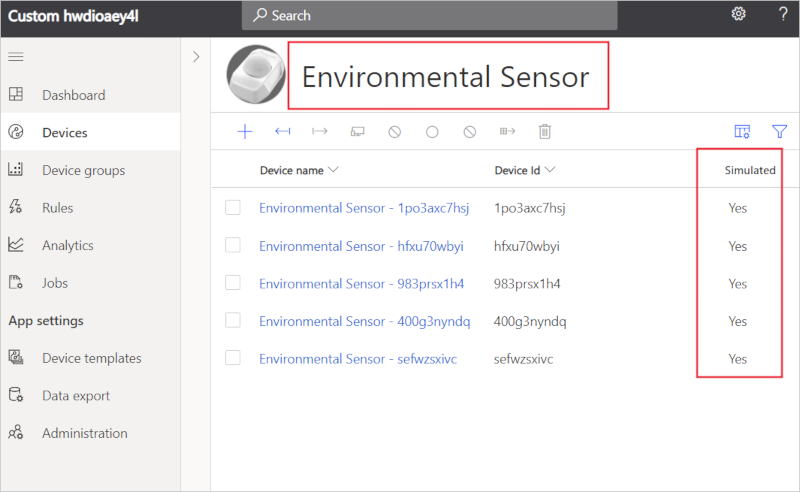 Custom hwdioaey4l
Search
?
Dashboard
Devices
Device groups
Rules
Analytics
Jobs
App settings
Device templates
Data export
Administration
Environmental Sensor
Device name Device Id Simulated
Environmental Sensor - 1po3axc7hsj 1po3axc7hsj Yes
Environmental Sensor - hfxu70wbyi hfxu70wbyi Yes
Environmental Sensor - 983prsx1h4 983prsx1h4 Yes
Environmental Sensor - 400g3nyndq 400g3nyndq Yes
Environmental Sensor - sefwzsxivc sefwzsxivc Yes